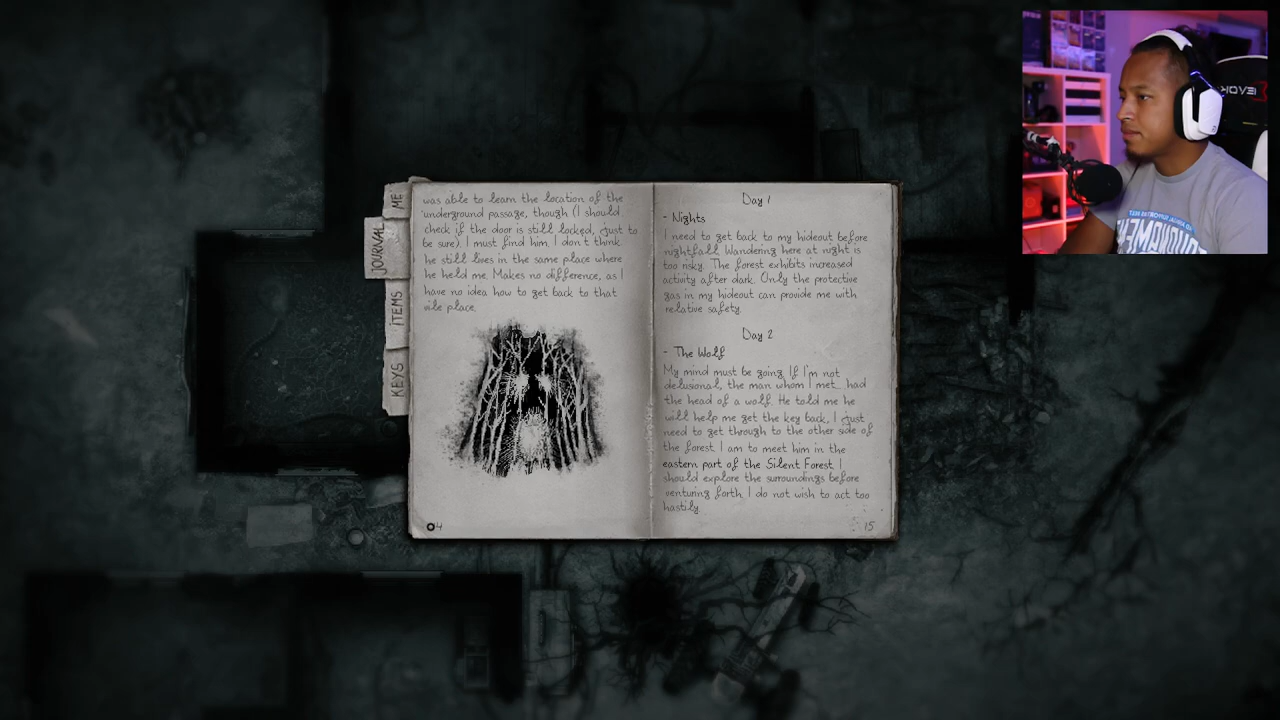 ME
JOURNAL
ITEMS
KEYS
was able to learn the location of the
underground passage, though (I should
check if the door is still locked, just to
be sure). I must find him. I don't think
he still lives in the same place where
he held me. Makes no difference, as I
have no idea how to get back to that
vile place.
4
Day 1
- Nights
I need to get back to my hideout before
nightfall. Wandering here at night is
too risky. The forest exhibits increased
activity after dark. Only the protective
gas in my hideout can provide me with
relative safety.
Day 2
- The Wolf
My mind must be going. If I'm not
delusional, the man whom I met... had
the head of a wolf. He told me he
will help me get the key back, I just
need to get through to the other side of
the forest. I am to meet him in the
eastern part of the Silent Forest. I
should explore the surroundings before
venturing forth. I do not wish to act too
hastily.
15